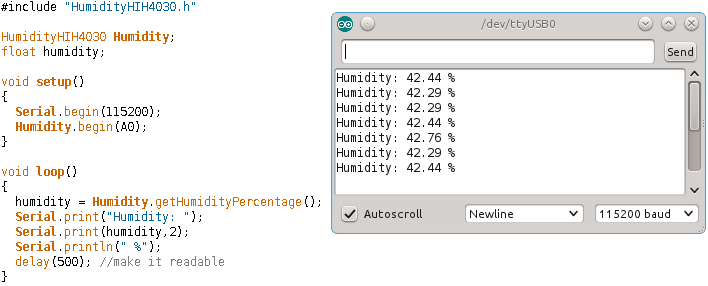 #include "HumidityHIH4030.h"
HumidityHIH4030 Humidity;
float humidity;
void setup()
{
  Serial.begin(115200);
  Humidity.begin(A0);
}
void loop()
{
  humidity = Humidity.getHumidityPercentage();
  Serial.print("Humidity: ");
  Serial.print(humidity,2);
  Serial.println(" %");
  delay(500); //make it readable
}
/dev/ttyUSB0
Send
Humidity: 42.44 %
Humidity: 42.29 %
Humidity: 42.29 %
Humidity: 42.44 %
Humidity: 42.76 %
Humidity: 42.29 %
Humidity: 42.44 %
Autoscroll
Newline
115200 baud